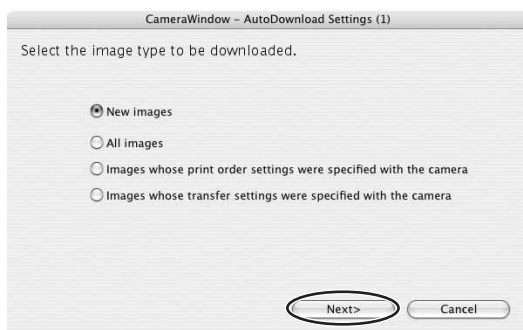 CameraWindow – AutoDownload Settings (1)
Select the image type to be downloaded.
New images
All images
Images whose print order settings were specified with the camera
Images whose transfer settings were specified with the camera
Next> Cancel